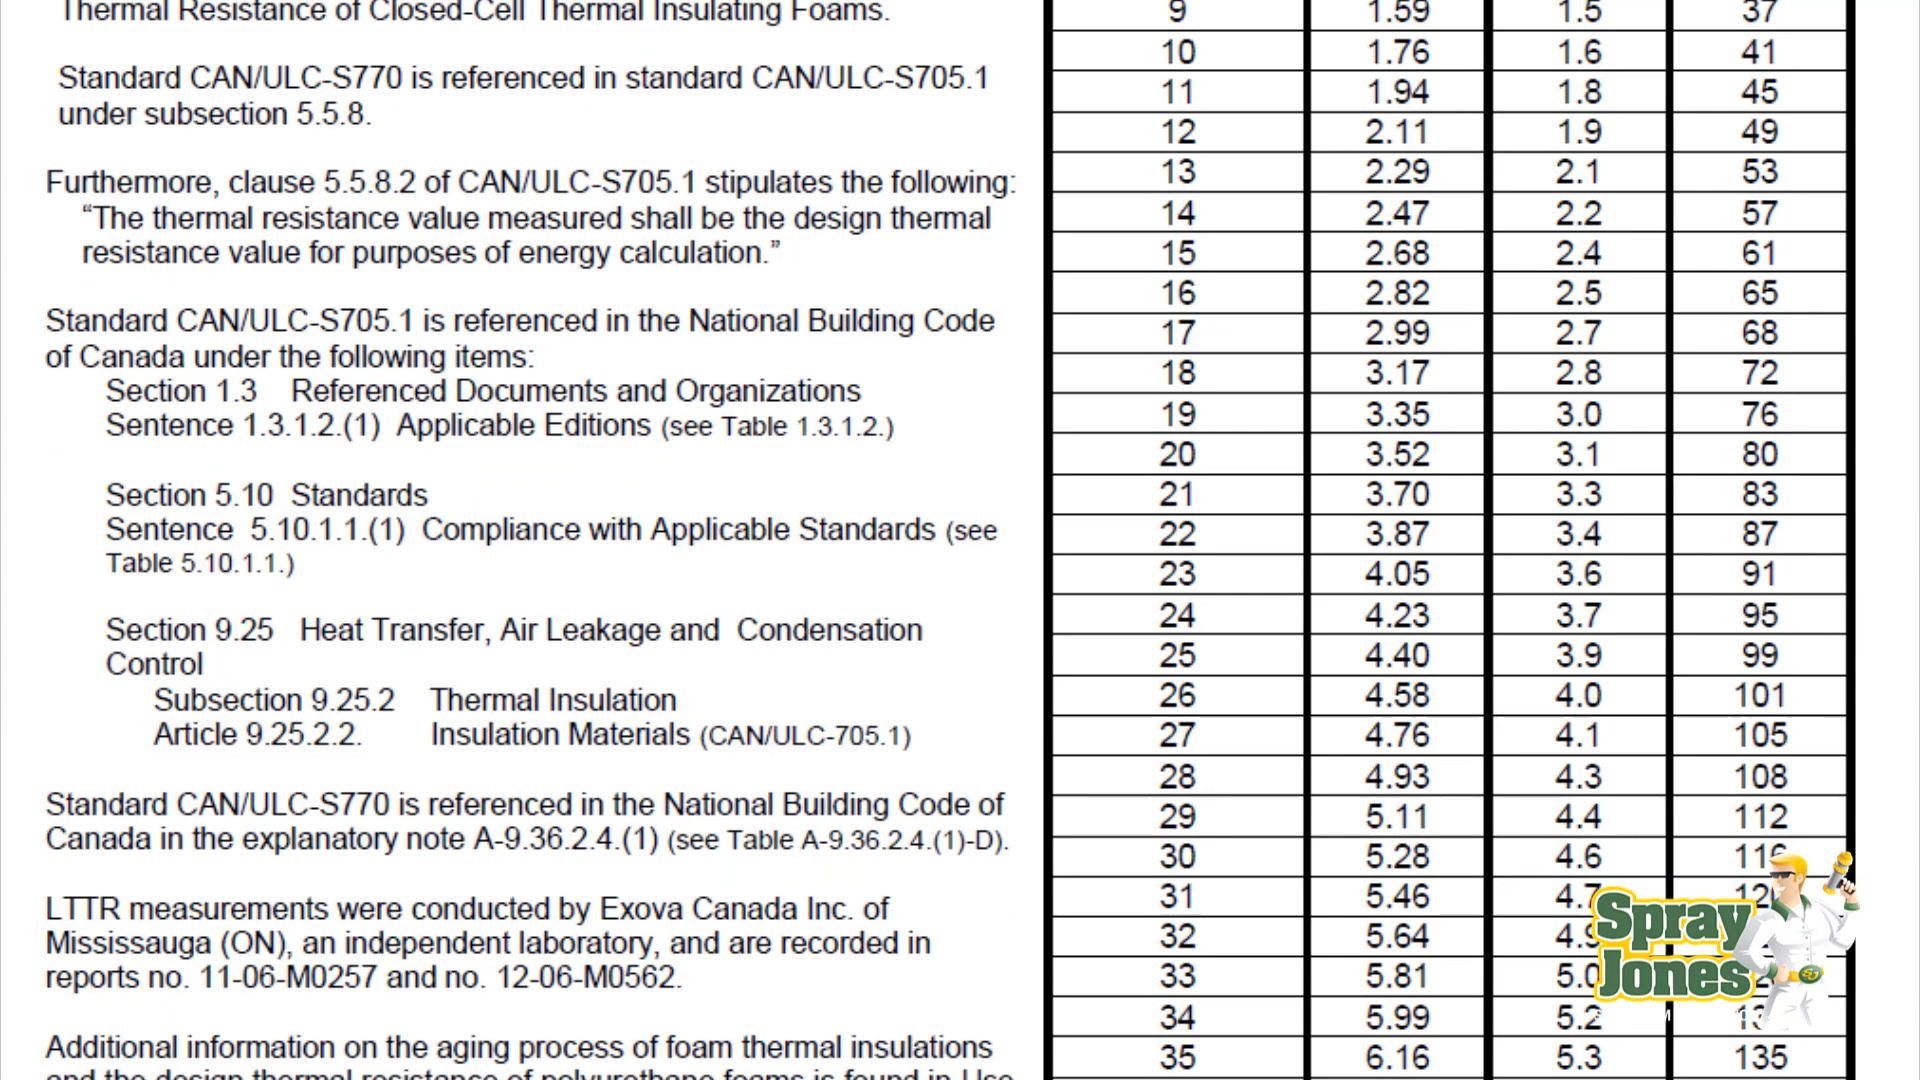 Thermal Resistance of Closed-Cell Thermal Insulating Foams.
Standard CAN/ULC-S770 is referenced in standard CAN/ULC-S705.1
under subsection 5.5.8.
Furthermore, clause 5.5.8.2 of CAN/ULC-S705.1 stipulates the following:
“The thermal resistance value measured shall be the design thermal
resistance value for purposes of energy calculation.”
Standard CAN/ULC-S705.1 is referenced in the National Building Code
of Canada under the following items:
Section 1.3 Referenced Documents and Organizations
Sentence 1.3.1.2.(1) Applicable Editions (see Table 1.3.1.2.)
Section 5.10 Standards
Sentence 5.10.1.1.(1) Compliance with Applicable Standards (see
Table 5.10.1.1.)
Section 9.25 Heat Transfer, Air Leakage and Condensation
Control
Subsection 9.25.2 Thermal Insulation
Article 9.25.2.2. Insulation Materials (CAN/ULC-705.1)
Standard CAN/ULC-S770 is referenced in the National Building Code of
Canada in the explanatory note A-9.36.2.4.(1) (see Table A-9.36.2.4.(1)-D).
LTTR measurements were conducted by Exova Canada Inc. of
Mississauga (ON), an independent laboratory, and are recorded in
reports no. 11-06-M0257 and no. 12-06-M0562.
Additional information on the aging process of foam thermal insulations
and the design thermal resistance of polyurethane foams is found in Use
9 1.59 1.5 37
10 1.76 1.6 41
11 1.94 1.8 45
12 2.11 1.9 49
13 2.29 2.1 53
14 2.47 2.2 57
15 2.68 2.4 61
16 2.82 2.5 65
17 2.99 2.7 68
18 3.17 2.8 72
19 3.35 3.0 76
20 3.52 3.1 80
21 3.70 3.3 83
22 3.87 3.4 87
23 4.05 3.6 91
24 4.23 3.7 95
25 4.40 3.9 99
26 4.58 4.0 101
27 4.76 4.1 105
28 4.93 4.3 108
29 5.11 4.4 112
30 5.28 4.6 116
31 5.46 4.7
32 5.64 4.9
33 5.81 5.0
34 5.99 5.2
35 6.16 5.3 135
Spray
Jones